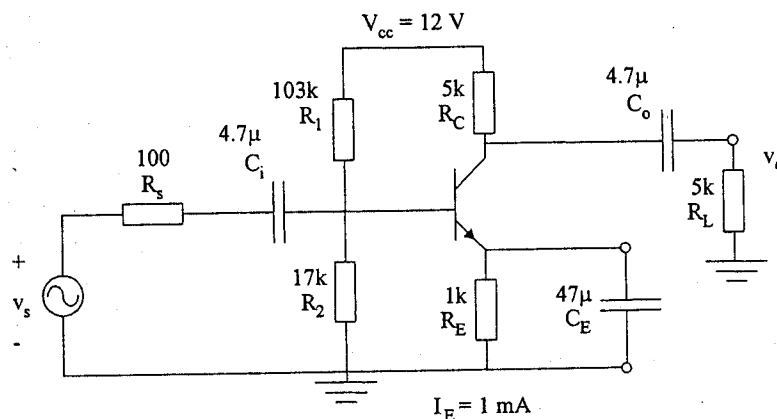 V_cc = 12 V
103k
R_1
5k
R_C
4.7μ
C_o
4.7μ
C_i
100
R_s
5k
R_L
+
v_s
-
17k
R_2
1k
R_E
47μ
C_E
I_E = 1 mA